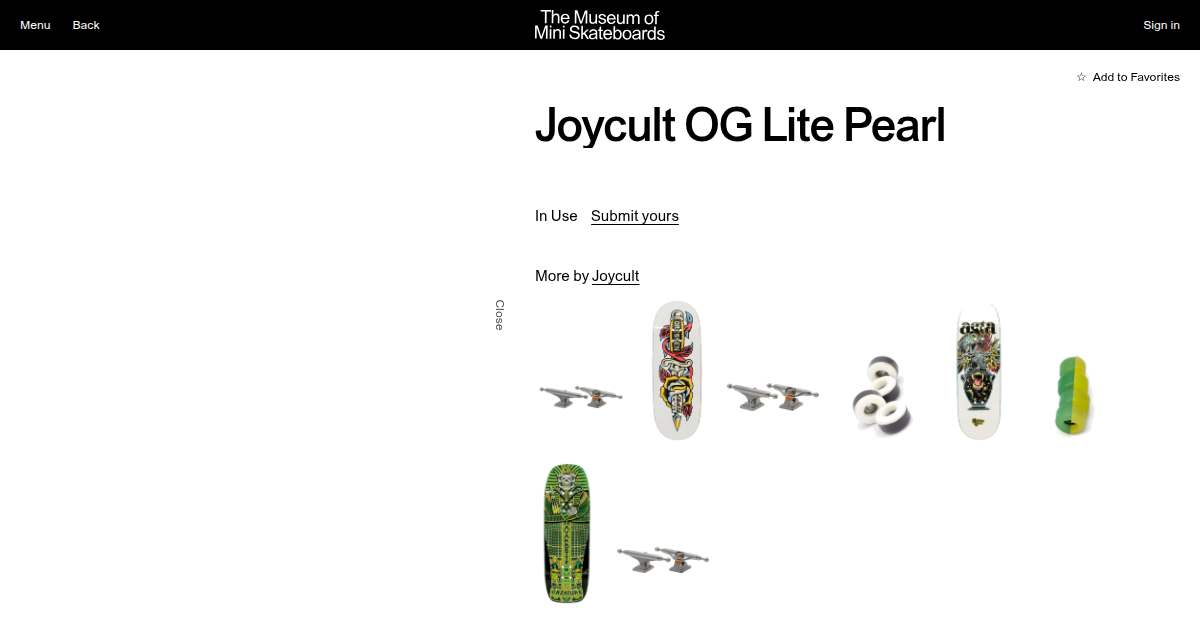 Menu
Back
The Museum of
Mini Skateboards
Sign in
☆ Add to Favorites
Joycult OG Lite Pearl
In Use Submit yours
More by Joycult
Close
asta